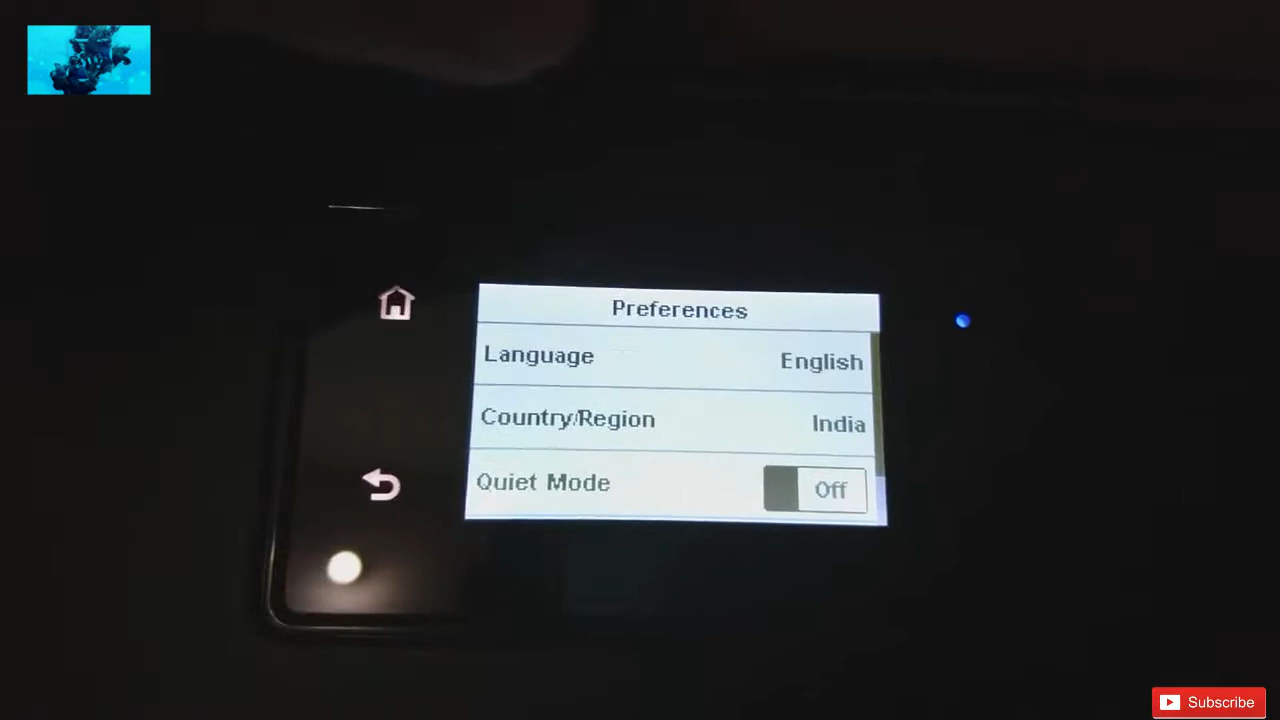 Preferences
Language English
Country/Region India
Quiet Mode Off
Subscribe